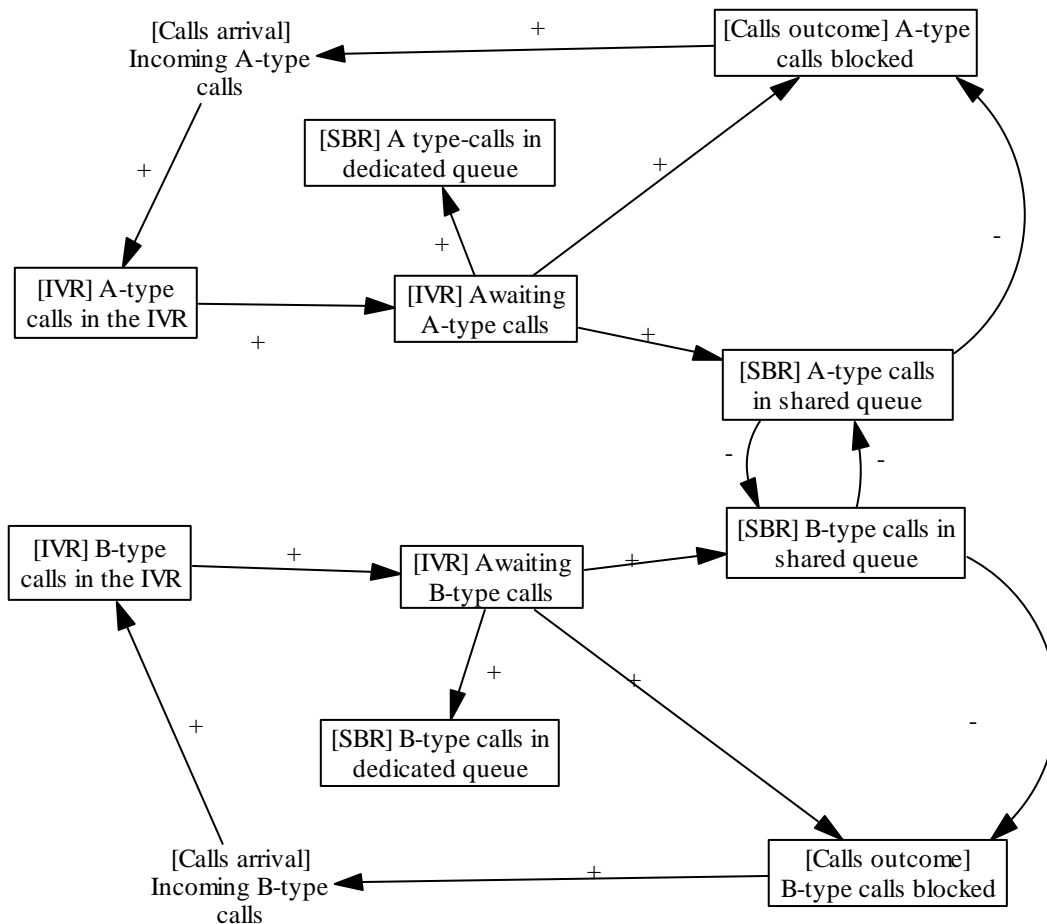 [Calls arrival]
Incoming A-type
calls
+
[Calls outcome] A-type
calls blocked
[SBR] A type-calls in
dedicated queue
+
+
+
-
[IVR] A-type
calls in the IVR
+
[IVR] Awaiting
A-type calls
+
[SBR] A-type calls
in shared queue
-
-
[IVR] B-type
calls in the IVR
+
[IVR] Awaiting
B-type calls
+
[SBR] B-type calls in
shared queue
+
+
+
-
[SBR] B-type calls in
dedicated queue
[Calls arrival]
Incoming B-type
calls
+
[Calls outcome]
B-type calls blocked